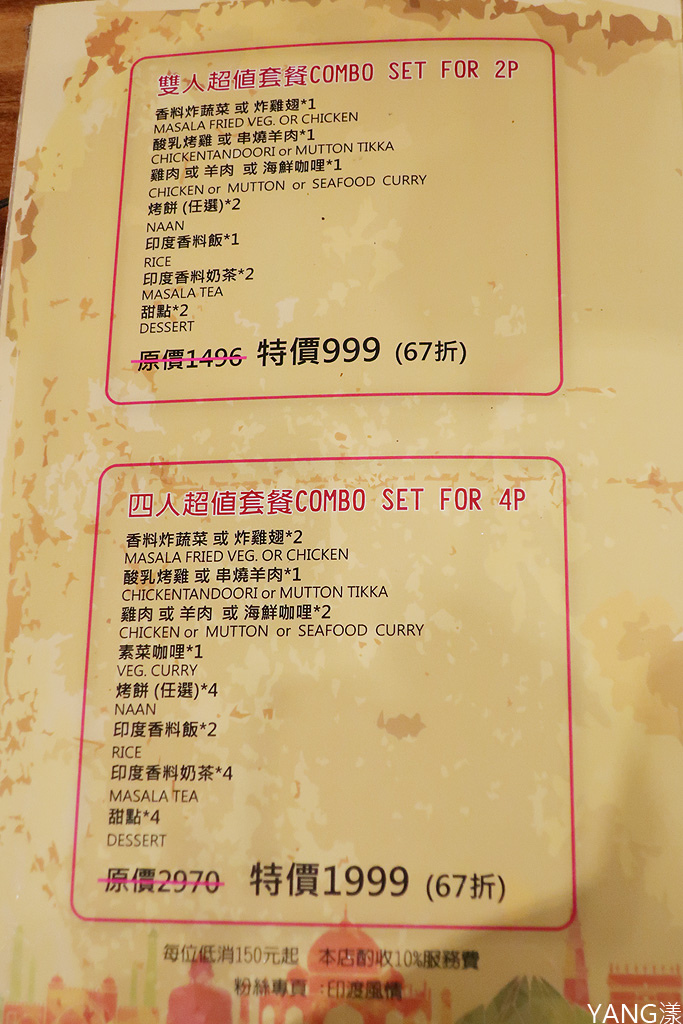 雙人超值套餐COMBO SET FOR 2P
香料炸蔬菜 或 炸雞翅*1
MASALA FRIED VEG. OR CHICKEN
酸乳烤雞 或 串燒羊肉*1
CHICKENTANDOORI or MUTTON TIKKA
雞肉 或 羊肉 或 海鮮咖哩*1
CHICKEN or MUTTON or SEAFOOD CURRY
烤餅 (任選)*2
NAAN
印度香料飯*1
RICE
印度香料奶茶*2
MASALA TEA
甜點*2
DESSERT
原價1496 特價999 (67折)
四人超值套餐COMBO SET FOR 4P
香料炸蔬菜 或 炸雞翅*2
MASALA FRIED VEG. OR CHICKEN
酸乳烤雞 或 串燒羊肉*1
CHICKENTANDOORI or MUTTON TIKKA
雞肉 或 羊肉 或 海鮮咖哩*2
CHICKEN or MUTTON or SEAFOOD CURRY
素菜咖哩*1
VEG. CURRY
烤餅 (任選)*4
NAAN
印度香料飯*2
RICE
印度香料奶茶*4
MASALA TEA
甜點*4
DESSERT
原價2970 特價1999 (67折)
每位低消150元起 本店酌收10%服務費
粉絲專頁 :印渡風情
YANG漾